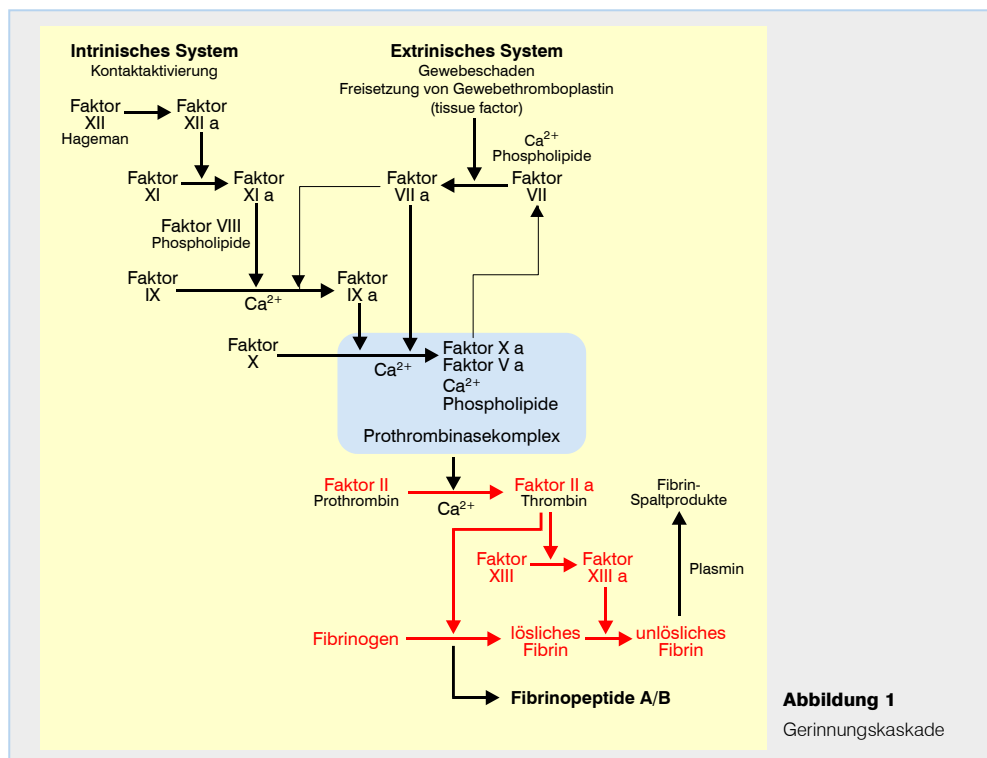 Intrinisches System
Kontaktaktivierung
Extrinisches System
Gewebeschaden
Freisetzung von Gewebethromboplastin
(tissue factor)
Faktor
XII
Hageman
Faktor
XII a
Ca2+
Phospholipide
Faktor
XI
Faktor
XI a
Faktor
VII a
Faktor
VII
Faktor VIII
Phospholipide
Faktor
IX
Ca2+
Faktor
IX a
Faktor
X
Ca2+
Faktor X a
Faktor V a
Ca2+
Phospholipide
Prothrombinasekomplex
Faktor II
Prothrombin
Ca2+
Faktor II a
Thrombin
Fibrin-
Spaltprodukte
Faktor
XIII
Faktor
XIII a
Plasmin
Fibrinogen
lösliches
Fibrin
unlösliches
Fibrin
Fibrinopeptide A/B
Abbildung 1
Gerinnungskaskade